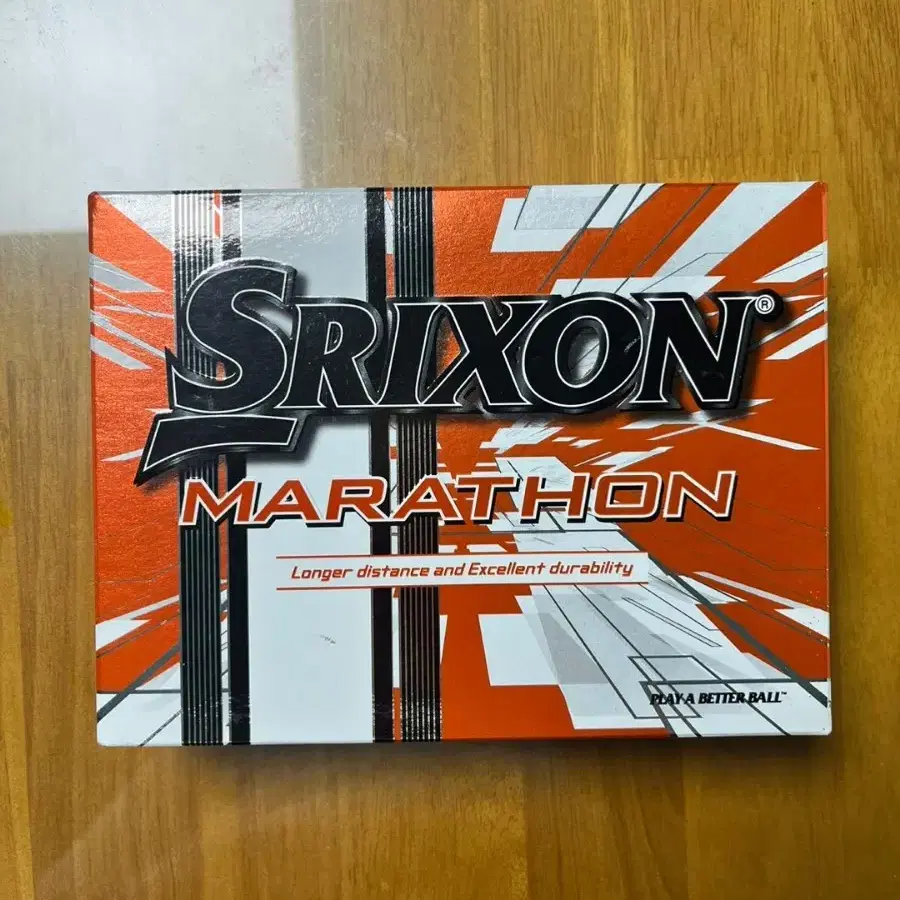 SRIXON®
MARATHON
Longer distance and Excellent durability
PLAY A BETTER BALL™